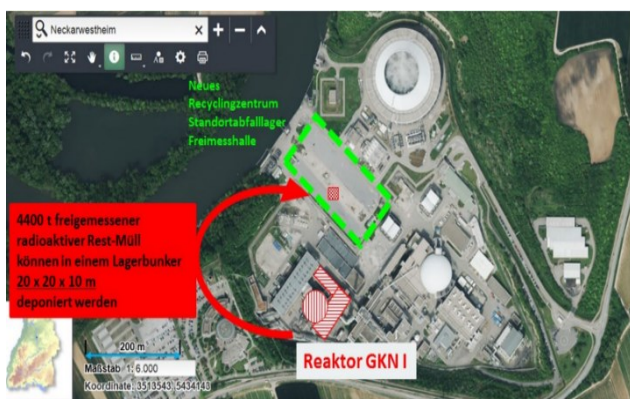 Neckarwestheim
Neues
Recyclingzentrum
Standortabfalllager
Freimesshalle
4400 t freigemessener
radioaktiver Rest-Müll
können in einem Lagerbunker
20 x 20 x 10 m
deponiert werden
200 m
Maßstab 1: 6.000
Koordinate: 3513543 5434143
Reaktor GKN I